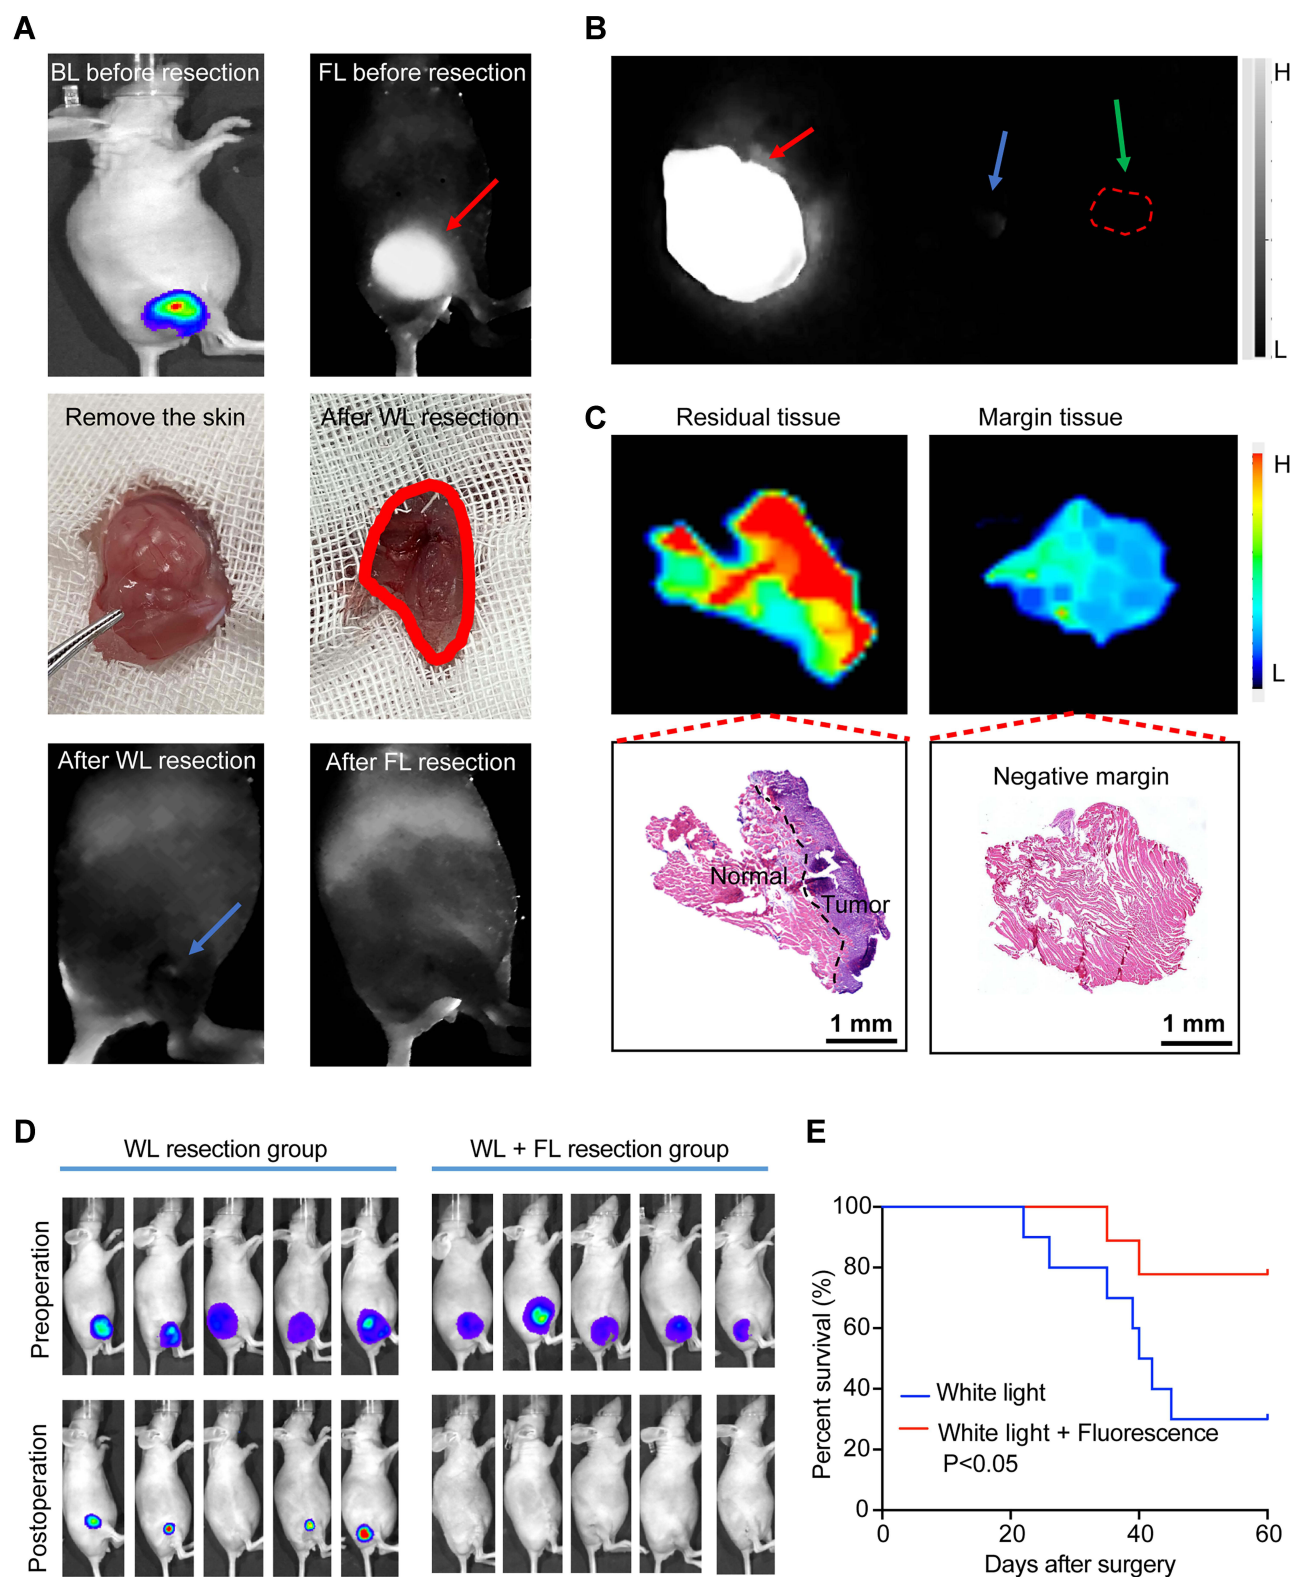 A
BL before resection
FL before resection
Remove the skin
After WL resection
After WL resection
After FL resection
B
H
L
C
Residual tissue
Margin tissue
H
L
Normal
Tumor
1 mm
Negative margin
1 mm
D
WL resection group
WL + FL resection group
Preoperation
Postoperation
E
Percent survival (%)
100
80
60
40
20
0
White light
White light + Fluorescence
P<0.05
0
20
40
60
Days after surgery